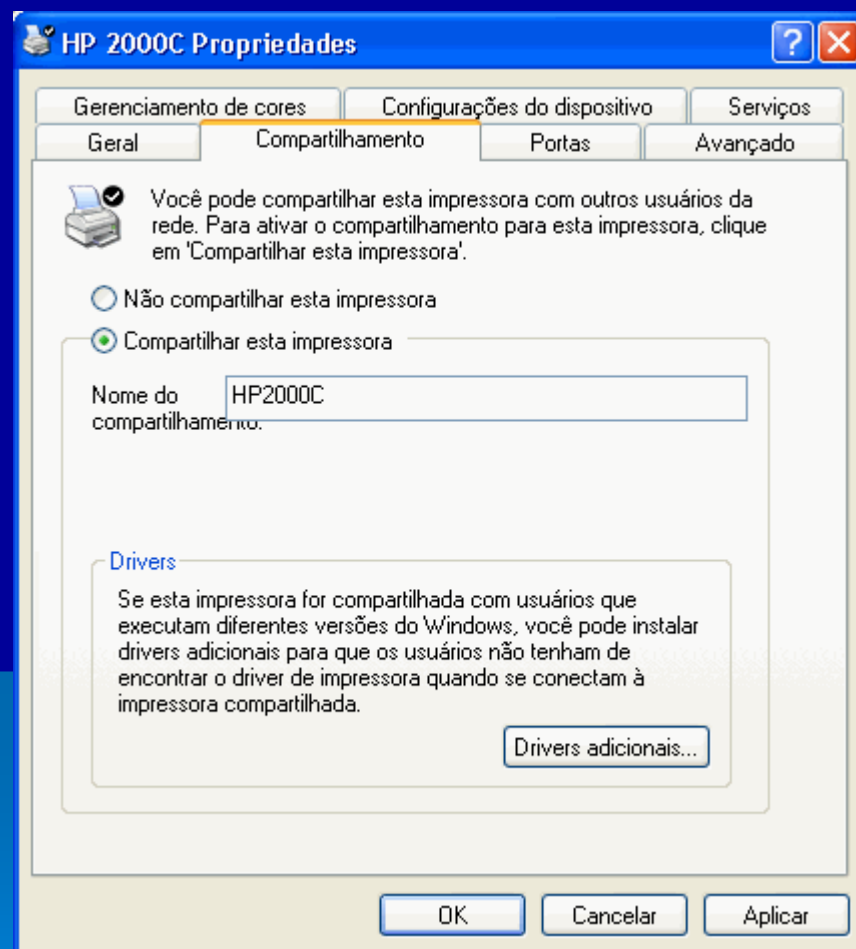 HP 2000C Propriedades
Gerenciamento de cores Configurações do dispositivo Serviços
Geral Compartilhamento Portas Avançado
Você pode compartilhar esta impressora com outros usuários da
rede. Para ativar o compartilhamento para esta impressora, clique
em 'Compartilhar esta impressora'.
Não compartilhar esta impressora
Compartilhar esta impressora
Nome do HP2000C
compartilhamento:
Drivers
Se esta impressora for compartilhada com usuários que
executam diferentes versões do Windows, você pode instalar
drivers adicionais para que os usuários não tenham de
encontrar o driver de impressora quando se conectam à
impressora compartilhada.
Drivers adicionais...
OK Cancelar Aplicar